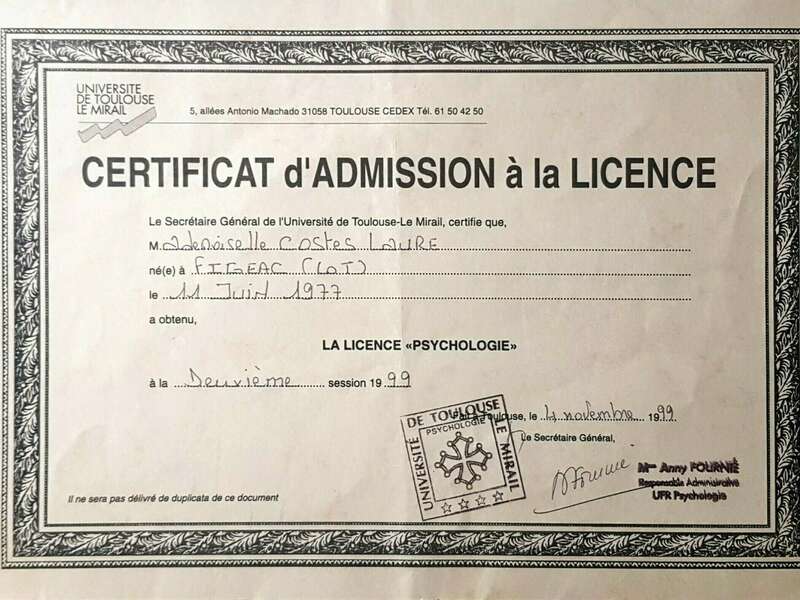 UNIVERSITE
DE TOULOUSE
LE MIRAIL
5, allées Antonio Machado 31058 TOULOUSE CEDEX Tél. 61 50 42 50
CERTIFICAT d'ADMISSION à la LICENCE
Le Secrétaire Général de l'Université de Toulouse-Le Mirail, certifie que,
M. ademoiselle COSTES LAURE
né(e) à FIGEAC (LOT)
le 11 Juin 1977
a obtenu,
LA LICENCE «PSYCHOLOGIE»
à la Deuxième session 1999
Fait à Toulouse, le 4 novembre 1999
Le Secrétaire Général,
UNIVERSITÉ DE TOULOUSE LE MIRAIL
PSYCHOLOGIE
AFournié
Mme Anny FOURNIÉ
Responsable Administrative
UFR Psychologie
Il ne sera pas délivré de duplicata de ce document